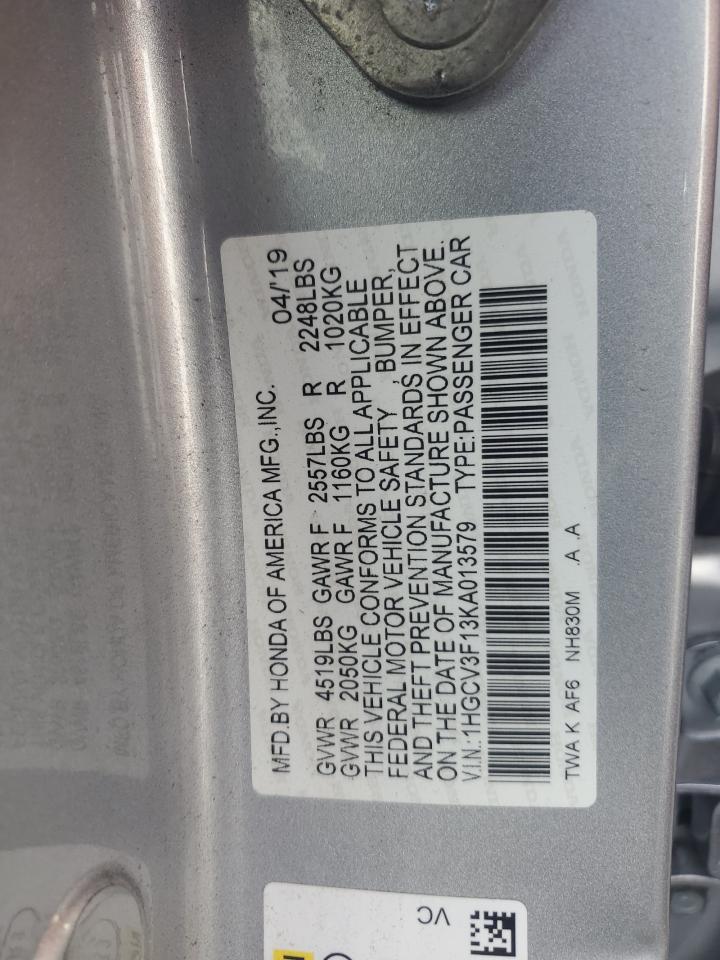 MFD.BY HONDA OF AMERICA MFG.,INC. 04/'19
GVWR 4519LBS GAWR F 2557LBS R 2248LBS
GVWR 2050KG GAWR F 1160KG R 1020KG
THIS VEHICLE CONFORMS TO ALL APPLICABLE
FEDERAL MOTOR VEHICLE SAFETY , BUMPER,
AND THEFT PREVENTION STANDARDS IN EFFECT
ON THE DATE OF MANUFACTURE SHOWN ABOVE.
V.I.N.:1HGCV3F13KA013579 TYPE:PASSENGER CAR
TWA K AF6 NH830M .A .A
VC